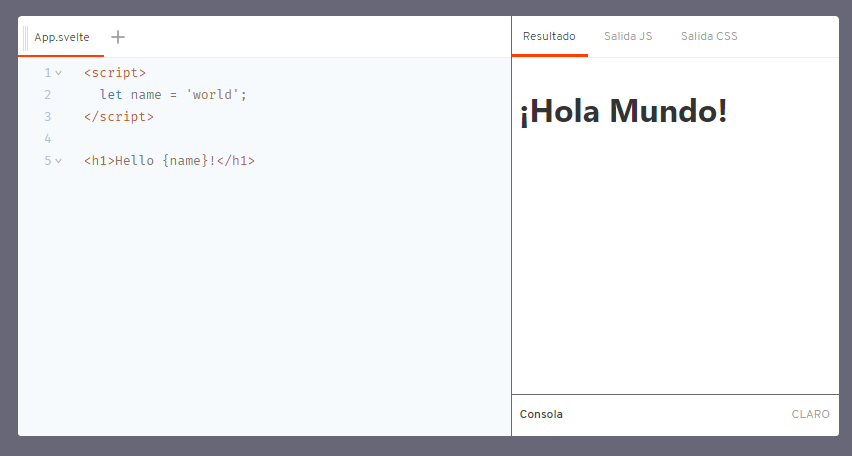 App.svelte
1 <script>
2 let name = 'world';
3 </script>
4
5 <h1>Hello {name}!</h1>
Resultado Salida JS Salida CSS
¡Hola Mundo!
Consola CLARO